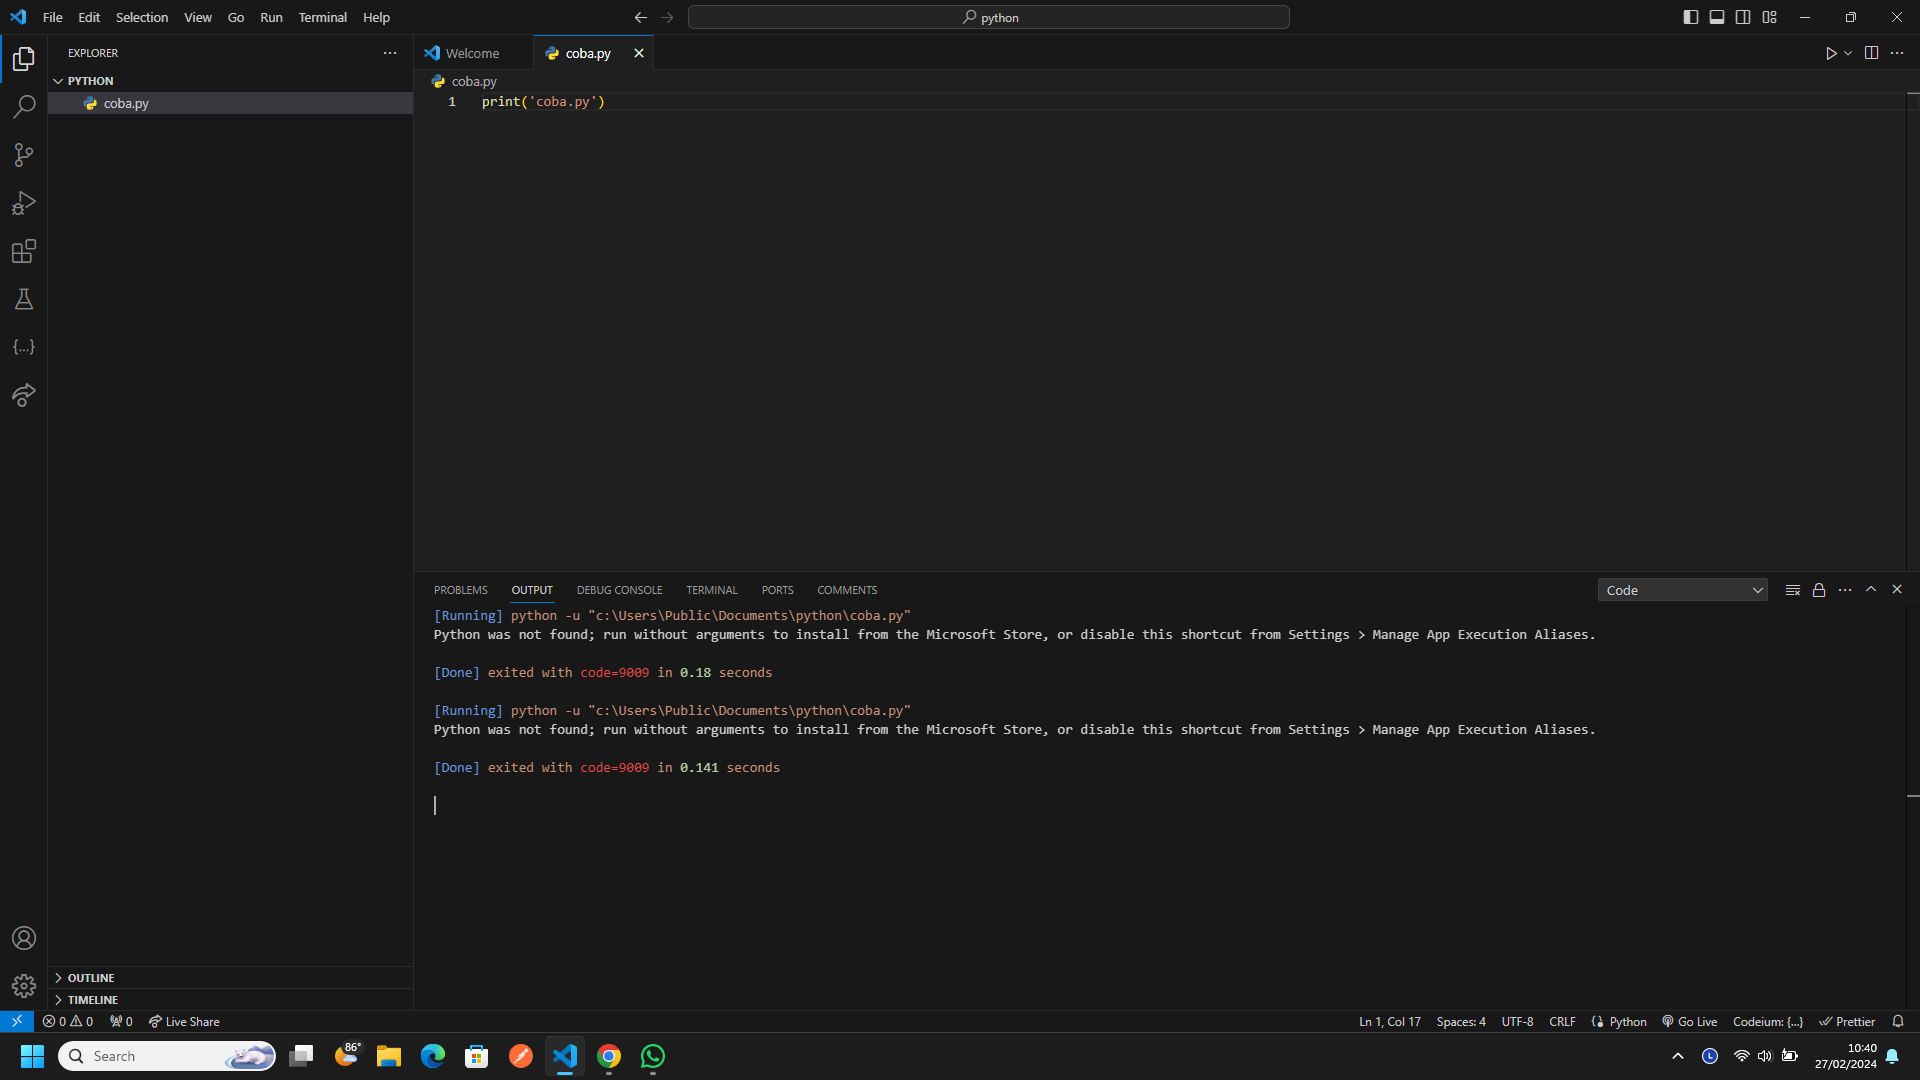 File Edit Selection View Go Run Terminal Help
python
EXPLORER
Welcome
coba.py
PYTHON
coba.py
coba.py
1 print('coba.py')
PROBLEMS OUTPUT DEBUG CONSOLE TERMINAL PORTS COMMENTS
Code
[Running] python -u "c:\Users\Public\Documents\python\coba.py"
Python was not found; run without arguments to install from the Microsoft Store, or disable this shortcut from Settings > Manage App Execution Aliases.
[Done] exited with code=9009 in 0.18 seconds
[Running] python -u "c:\Users\Public\Documents\python\coba.py"
Python was not found; run without arguments to install from the Microsoft Store, or disable this shortcut from Settings > Manage App Execution Aliases.
[Done] exited with code=9009 in 0.141 seconds
OUTLINE
TIMELINE
0 0 0 Live Share
Ln 1, Col 17 Spaces: 4 UTF-8 CRLF Python Go Live Codeium: {...} Prettier
Search
86°
10:40
27/02/2024